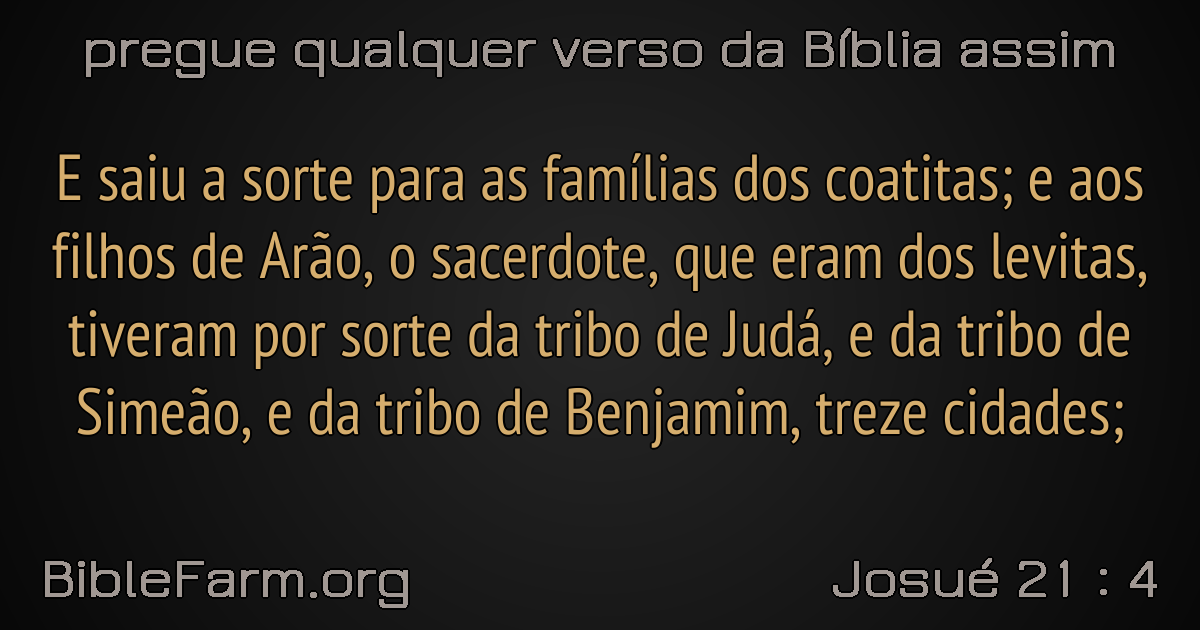 pregue qualquer verso da Bíblia assim
E saiu a sorte para as famílias dos coatitas; e aos
filhos de Arão, o sacerdote, que eram dos levitas,
tiveram por sorte da tribo de Judá, e da tribo de
Simeão, e da tribo de Benjamim, treze cidades;
BibleFarm.org
Josué 21 : 4